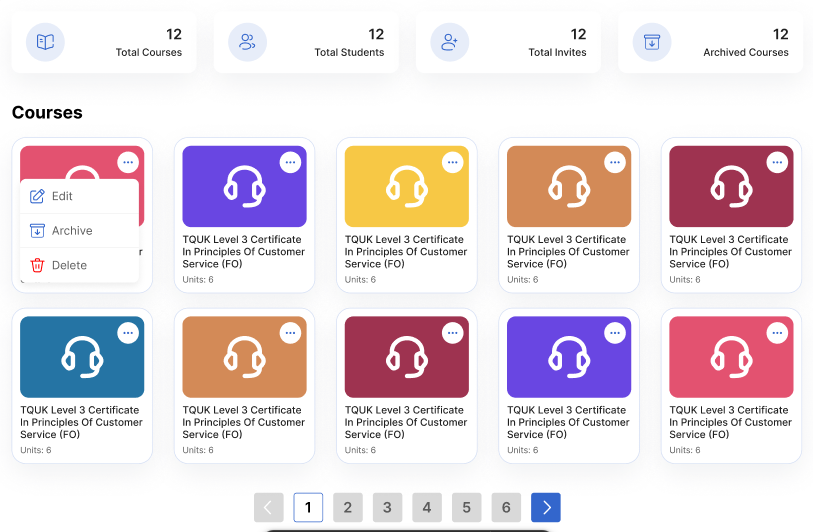 12
Total Courses
12
Total Students
12
Total Invites
12
Archived Courses
Courses
Edit
Archive
Delete
r
TQUK Level 3 Certificate
In Principles Of Customer
Service (FO)
Units: 6
TQUK Level 3 Certificate
In Principles Of Customer
Service (FO)
Units: 6
TQUK Level 3 Certificate
In Principles Of Customer
Service (FO)
Units: 6
TQUK Level 3 Certificate
In Principles Of Customer
Service (FO)
Units: 6
TQUK Level 3 Certificate
In Principles Of Customer
Service (FO)
Units: 6
TQUK Level 3 Certificate
In Principles Of Customer
Service (FO)
Units: 6
TQUK Level 3 Certificate
In Principles Of Customer
Service (FO)
Units: 6
TQUK Level 3 Certificate
In Principles Of Customer
Service (FO)
Units: 6
TQUK Level 3 Certificate
In Principles Of Customer
Service (FO)
Units: 6
1 2 3 4 5 6